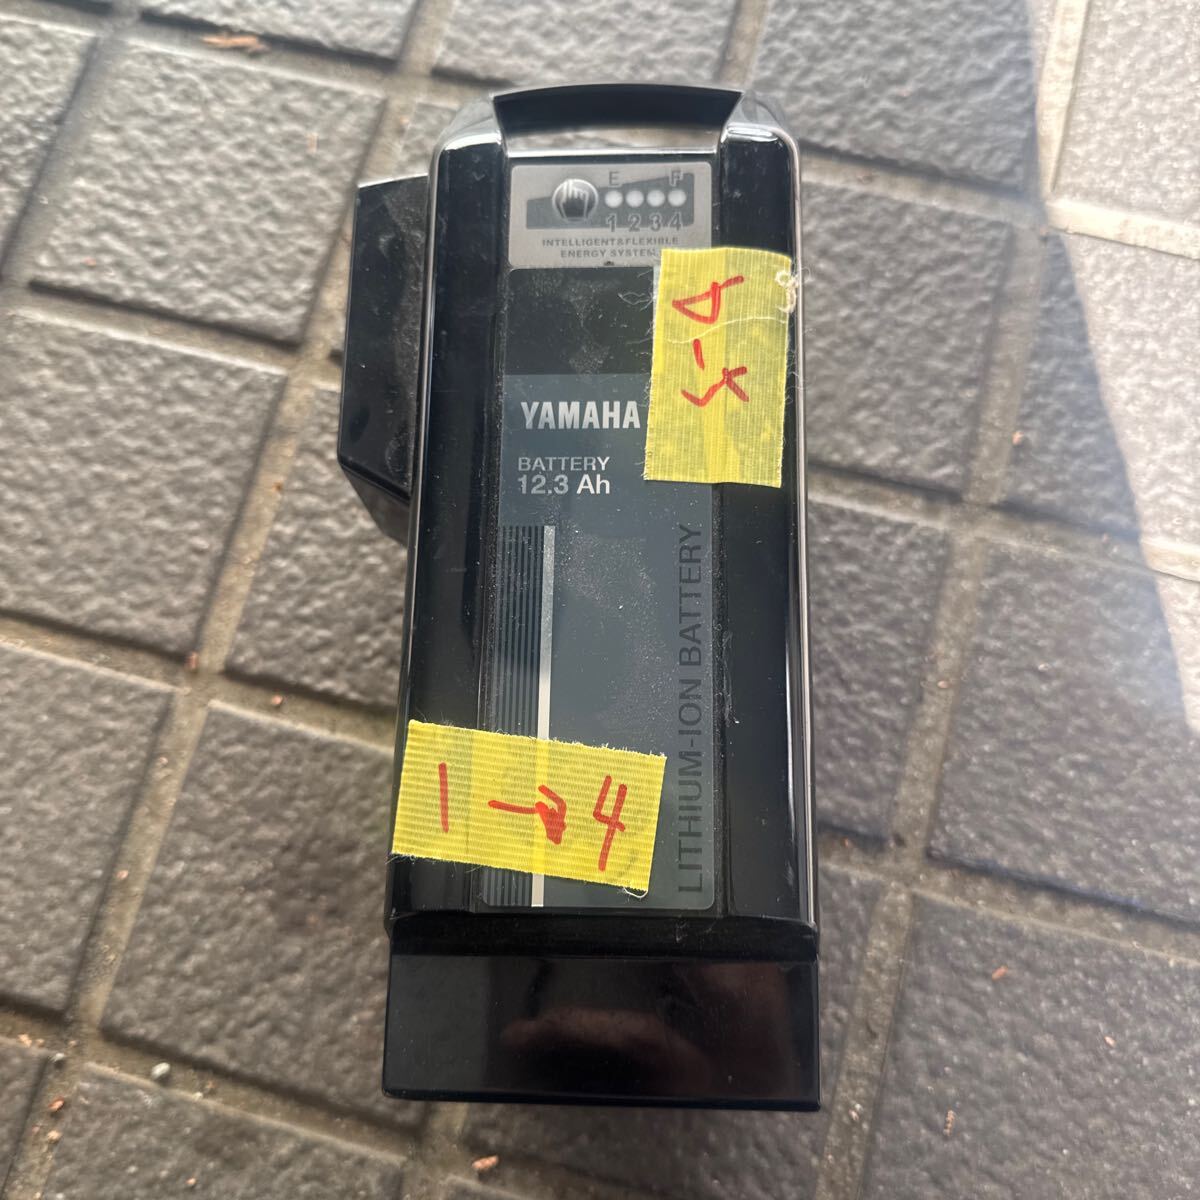 E F
1 2 3 4
INTELLIGENT&FLEXIBLE
ENERGY SYSTEM
YAMAHA
BATTERY
12.3 Ah
LITHIUM-ION BATTERY
1 → 4